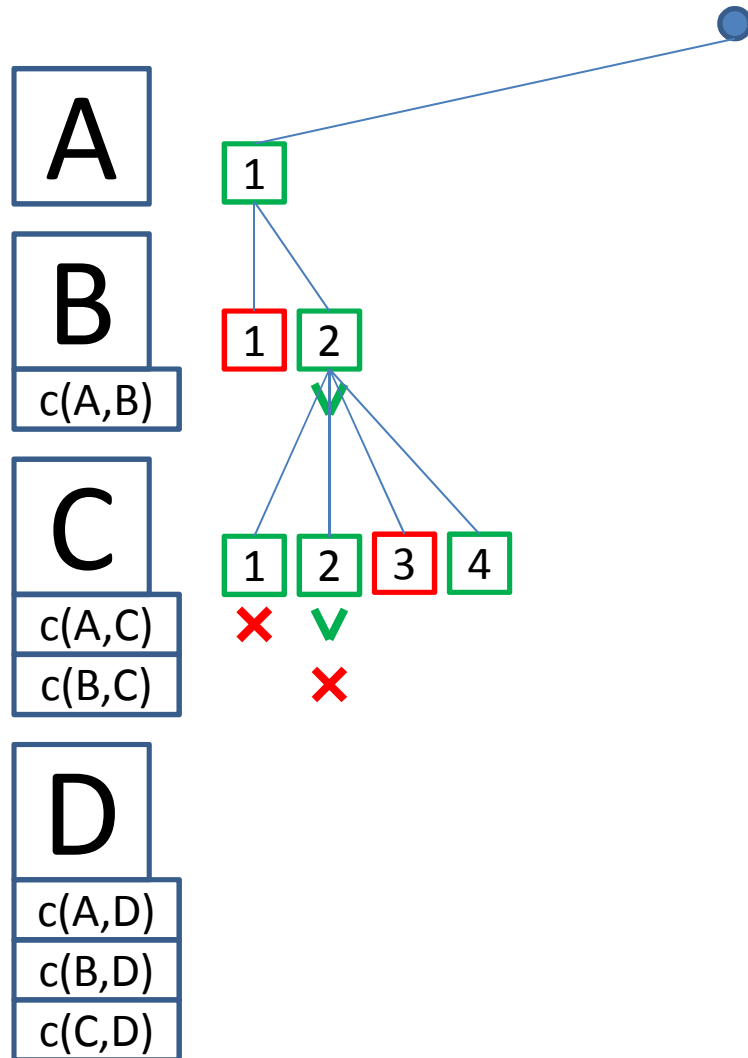 A
1
B
1 2
c(A,B)
C
1 2 3 4
c(A,C)
c(B,C)
D
c(A,D)
c(B,D)
c(C,D)